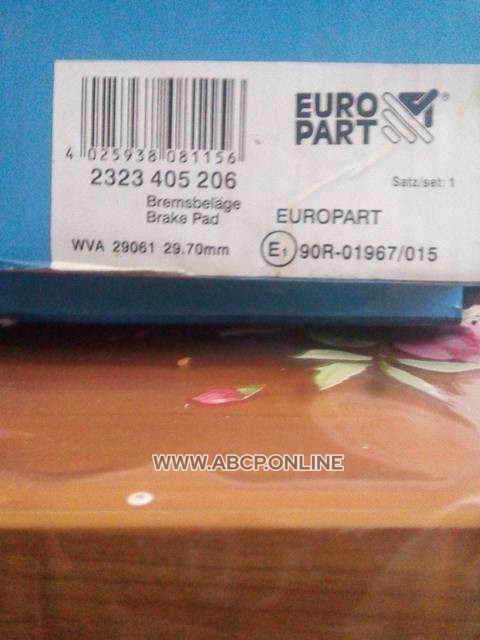 EURO
PART®
4 025938 081156
2323 405 206
Satz/set: 1
Bremsbeläge
Brake Pad
EUROPART
WVA 29061 29.70mm
E1 90R-01967/015
WWW.ABCP.ONLINE